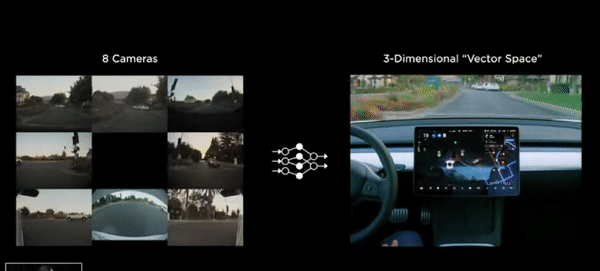 8 Cameras
3-Dimensional “Vector Space”